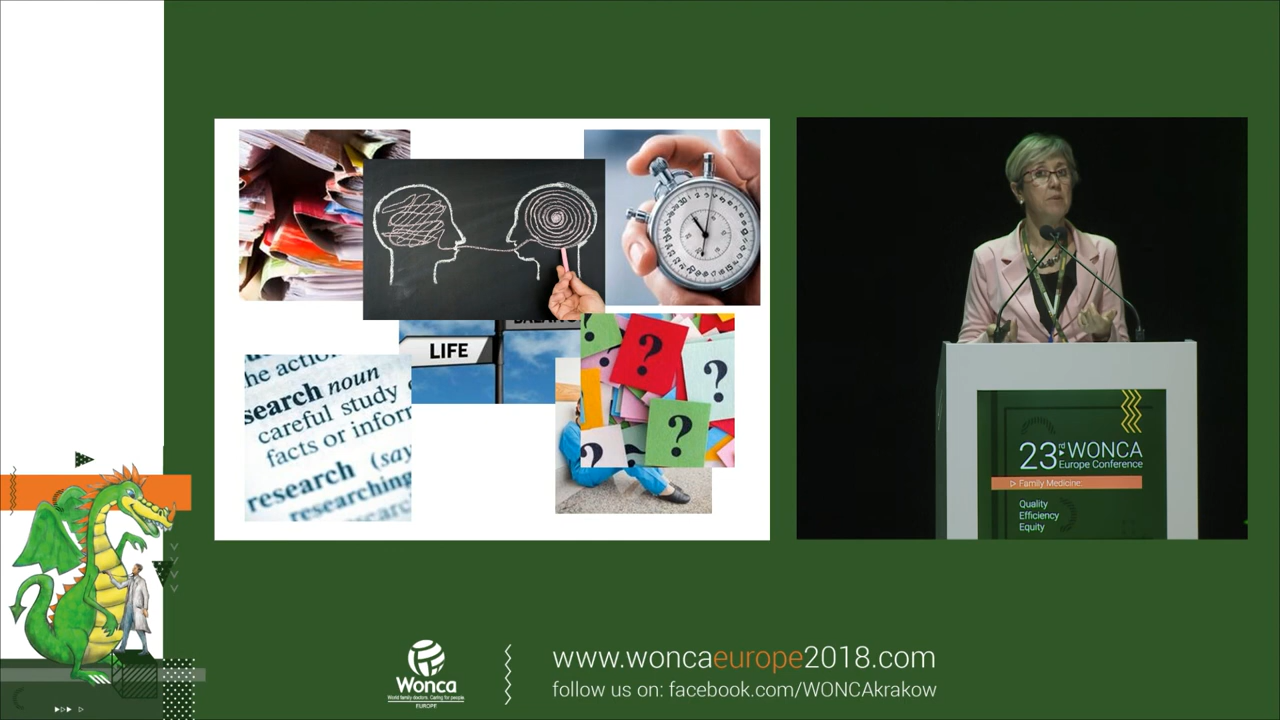 LIFE
the action
search noun
careful study
facts or infor
research (say
researching
? ? ? ? ?
23rd WONCA
Europe Conference
Family Medicine:
Quality
Efficiency
Equity
Wonca
World family doctors. Caring for people.
EUROPE
www.woncaeurope2018.com
follow us on: facebook.com/WONCAkrakow